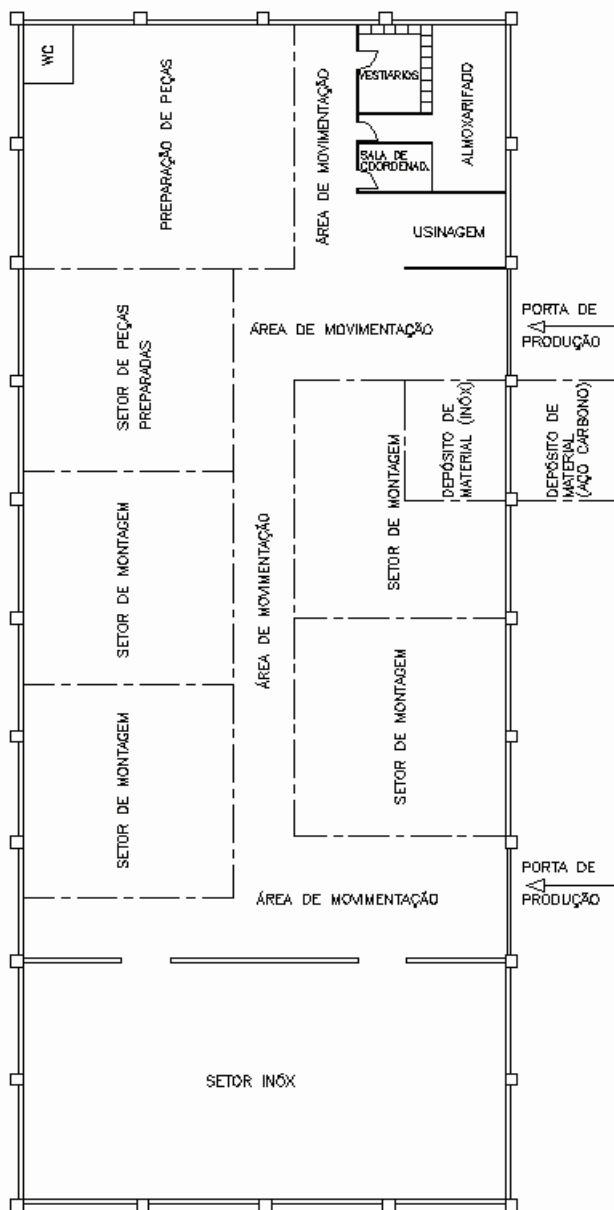 WC
PREPARAÇÃO DE PEÇAS
ÁREA DE MOVIMENTAÇÃO
VESTIÁRIOS
ALMOXARIFADO
SALA DE
COORDENAD.
USINAGEM
SETOR DE PEÇAS
PREPARADAS
ÁREA DE MOVIMENTAÇÃO
PORTA DE
PRODUÇÃO
SETOR DE MONTAGEM
DEPÓSITO DE
MATERIAL (INÓX)
DEPÓSITO DE
MATERIAL
(AÇO CARBONO)
SETOR DE MONTAGEM
ÁREA DE MOVIMENTAÇÃO
SETOR DE MONTAGEM
SETOR DE MONTAGEM
ÁREA DE MOVIMENTAÇÃO
PORTA DE
PRODUÇÃO
SETOR INÓX